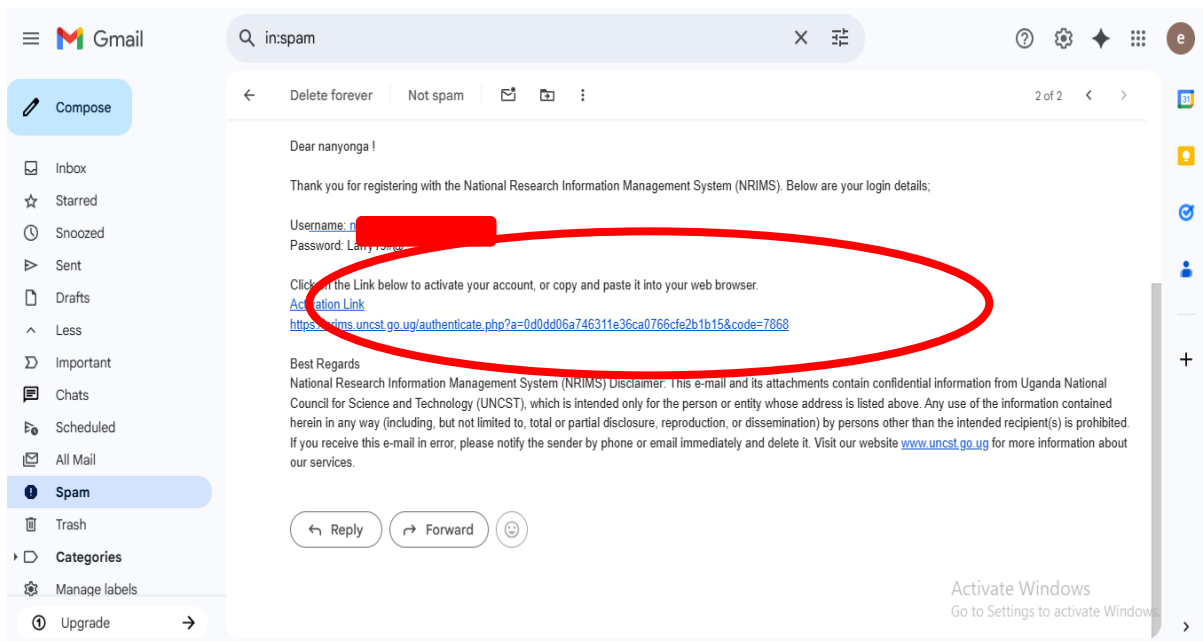 Gmail
in:spam
e
Compose
Delete forever
Not spam
2 of 2
31
Inbox
Starred
Snoozed
Sent
Drafts
Less
Important
Chats
Scheduled
All Mail
Spam
Trash
Categories
Manage labels
Upgrade
Dear nanyonga !
Thank you for registering with the National Research Information Management System (NRIMS). Below are your login details;
Username: n
Password:
Click on the Link below to activate your account, or copy and paste it into your web browser.
Activation Link
https://nrims.uncst.go.ug/authenticate.php?a=0d0dd06a746311e36ca0766cfe2b1b15&code=7868
Best Regards
National Research Information Management System (NRIMS) Disclaimer: This e-mail and its attachments contain confidential information from Uganda National
Council for Science and Technology (UNCST), which is intended only for the person or entity whose address is listed above. Any use of the information contained
herein in any way (including, but not limited to, total or partial disclosure, reproduction, or dissemination) by persons other than the intended recipient(s) is prohibited.
If you receive this e-mail in error, please notify the sender by phone or email immediately and delete it. Visit our website www.uncst.go.ug for more information about
our services.
Reply
Forward
Activate Windows
Go to Settings to activate Windows.